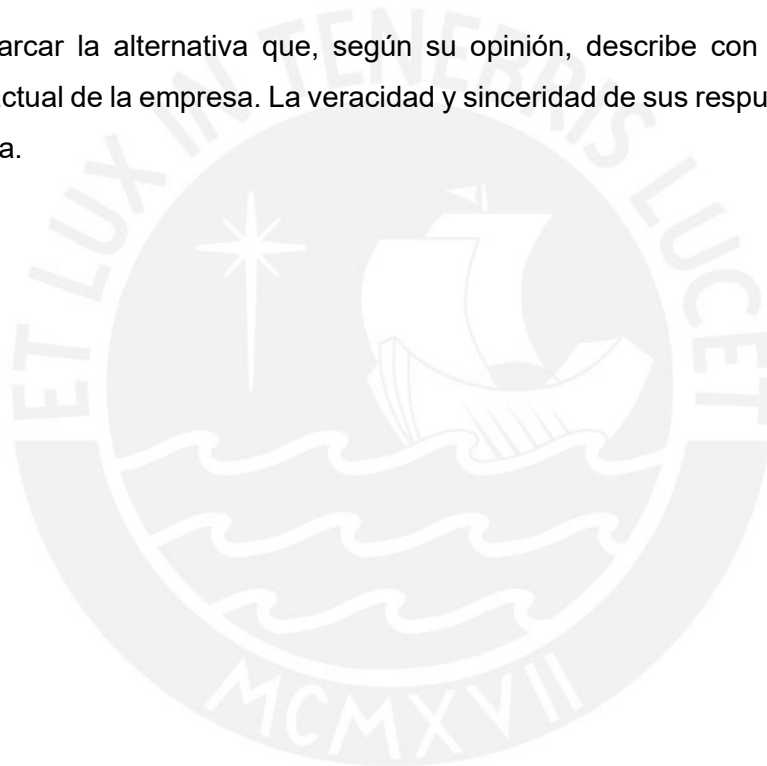 arcar la alternativa que, según su opinión, describe con
ctual de la empresa. La veracidad y sinceridad de sus respu
a.
ET LUX IN TENEBRIS LUCET
MCMXVII